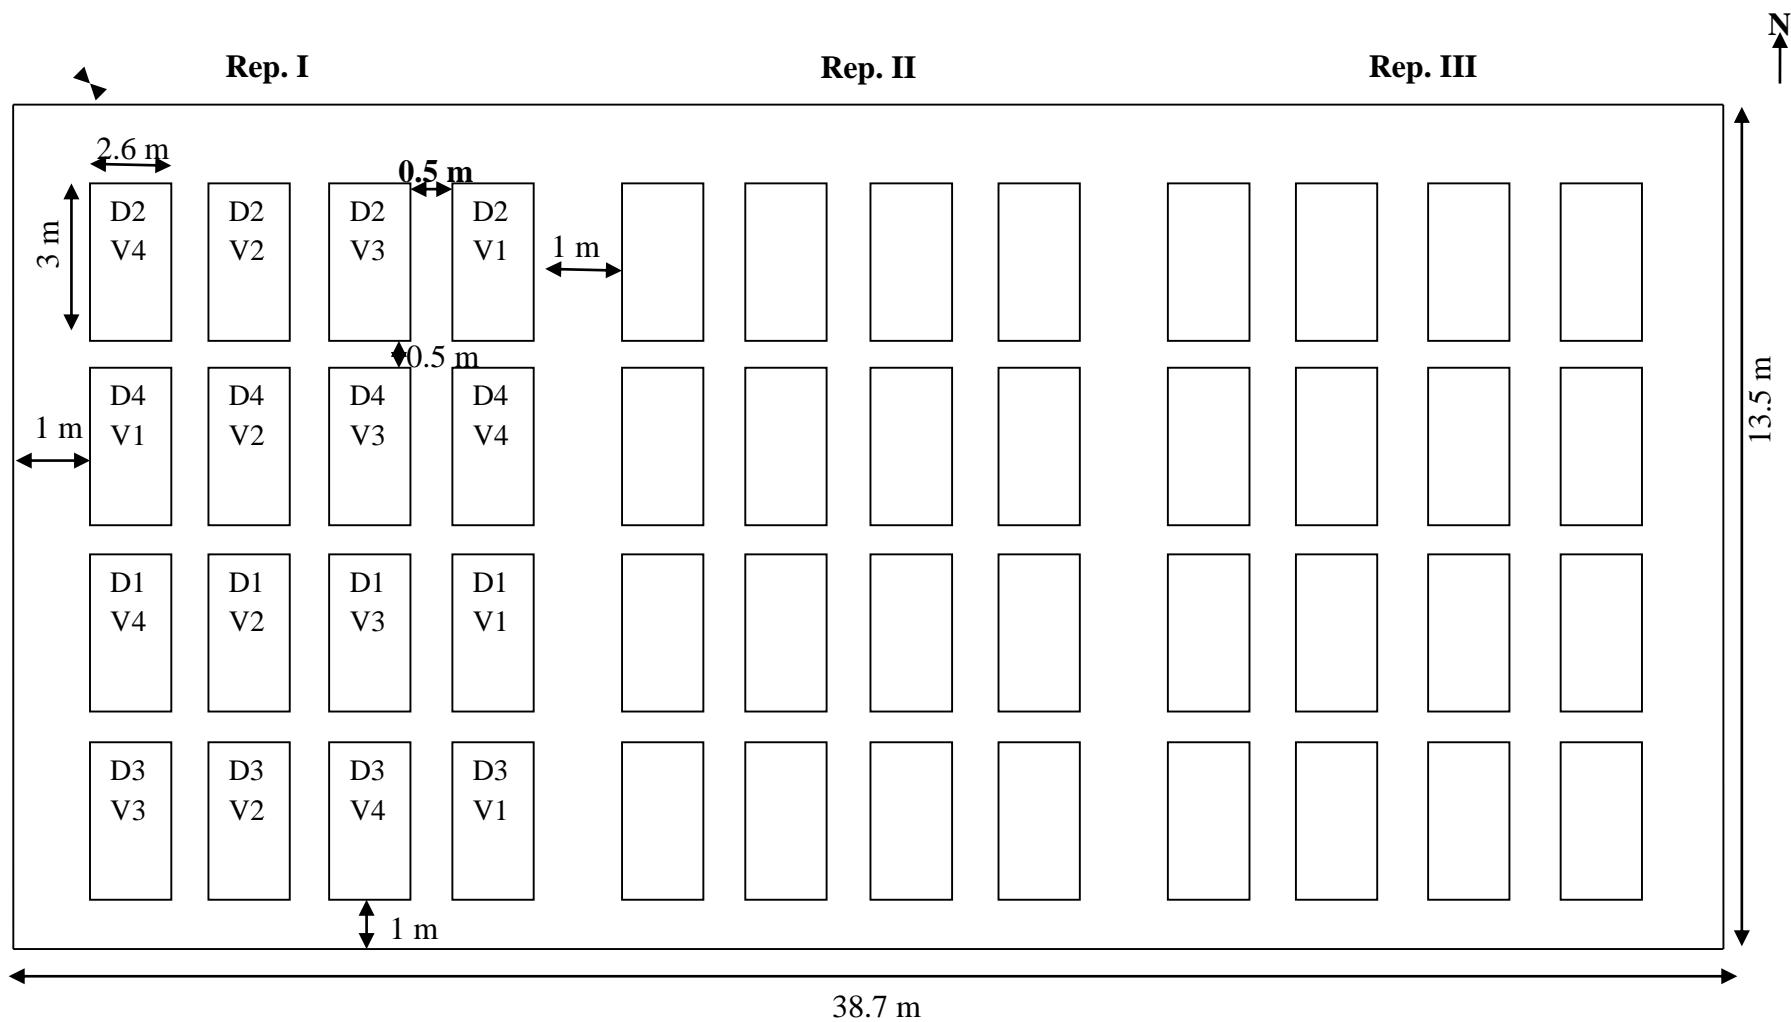 N
Rep. I
Rep. II
Rep. III
2.6 m
0.5 m
3 m
D2
V4
D2
V2
D2
V3
D2
V1
1 m
0.5 m
D4
V1
D4
V2
D4
V3
D4
V4
1 m
13.5 m
D1
V4
D1
V2
D1
V3
D1
V1
D3
V3
D3
V2
D3
V4
D3
V1
1 m
38.7 m